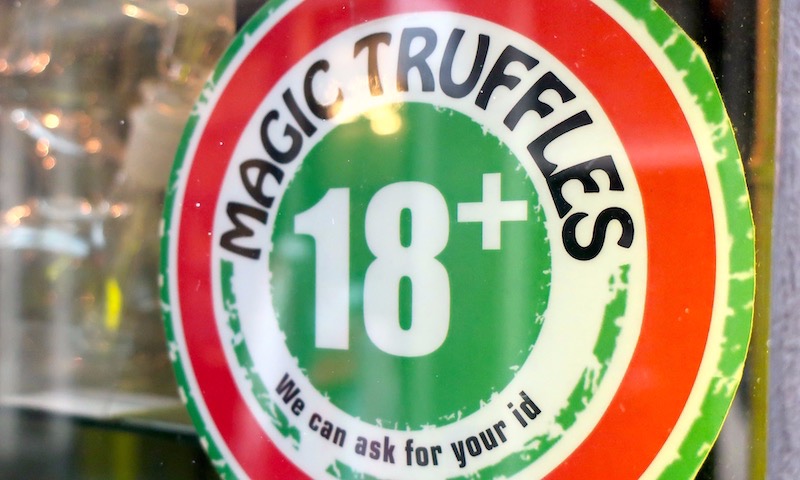 MAGIC TRUFFLES
18+
We can ask for your id